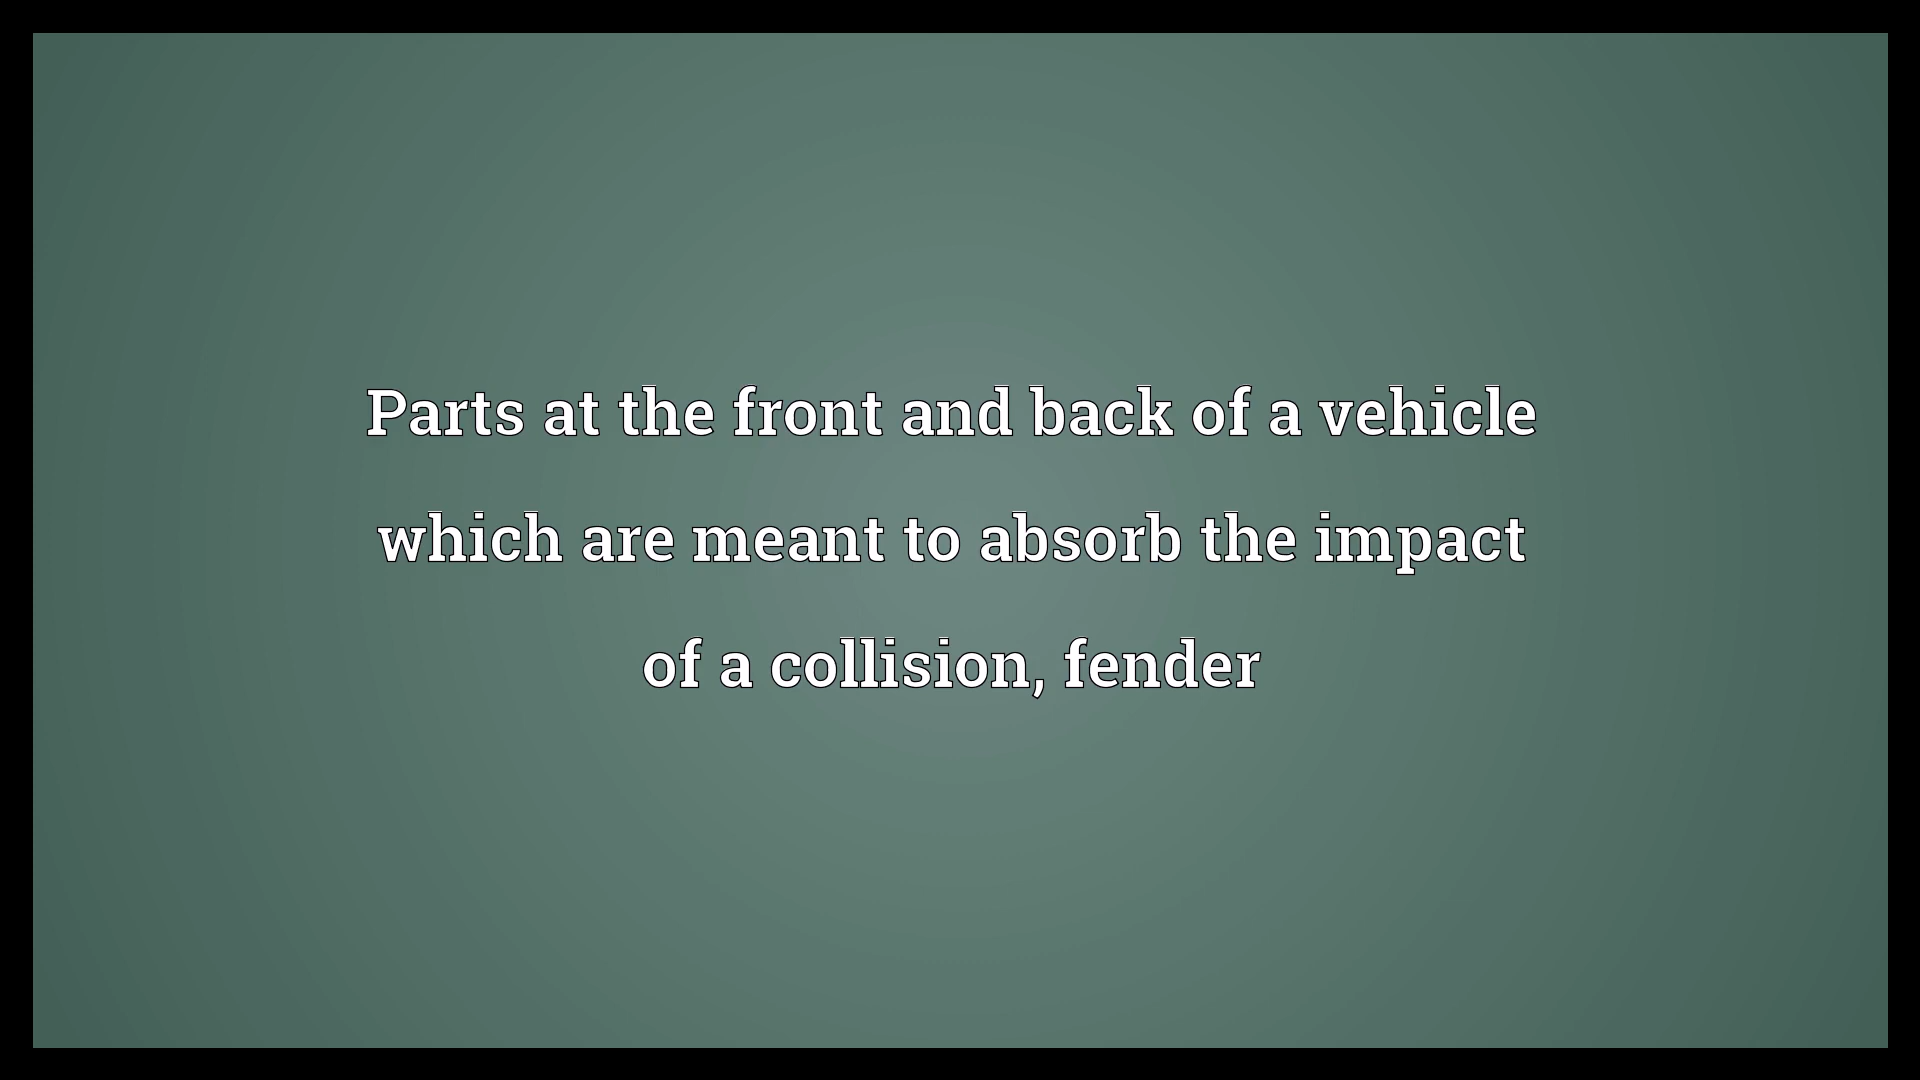 Parts at the front and back of a vehicle
which are meant to absorb the impact
of a collision, fender